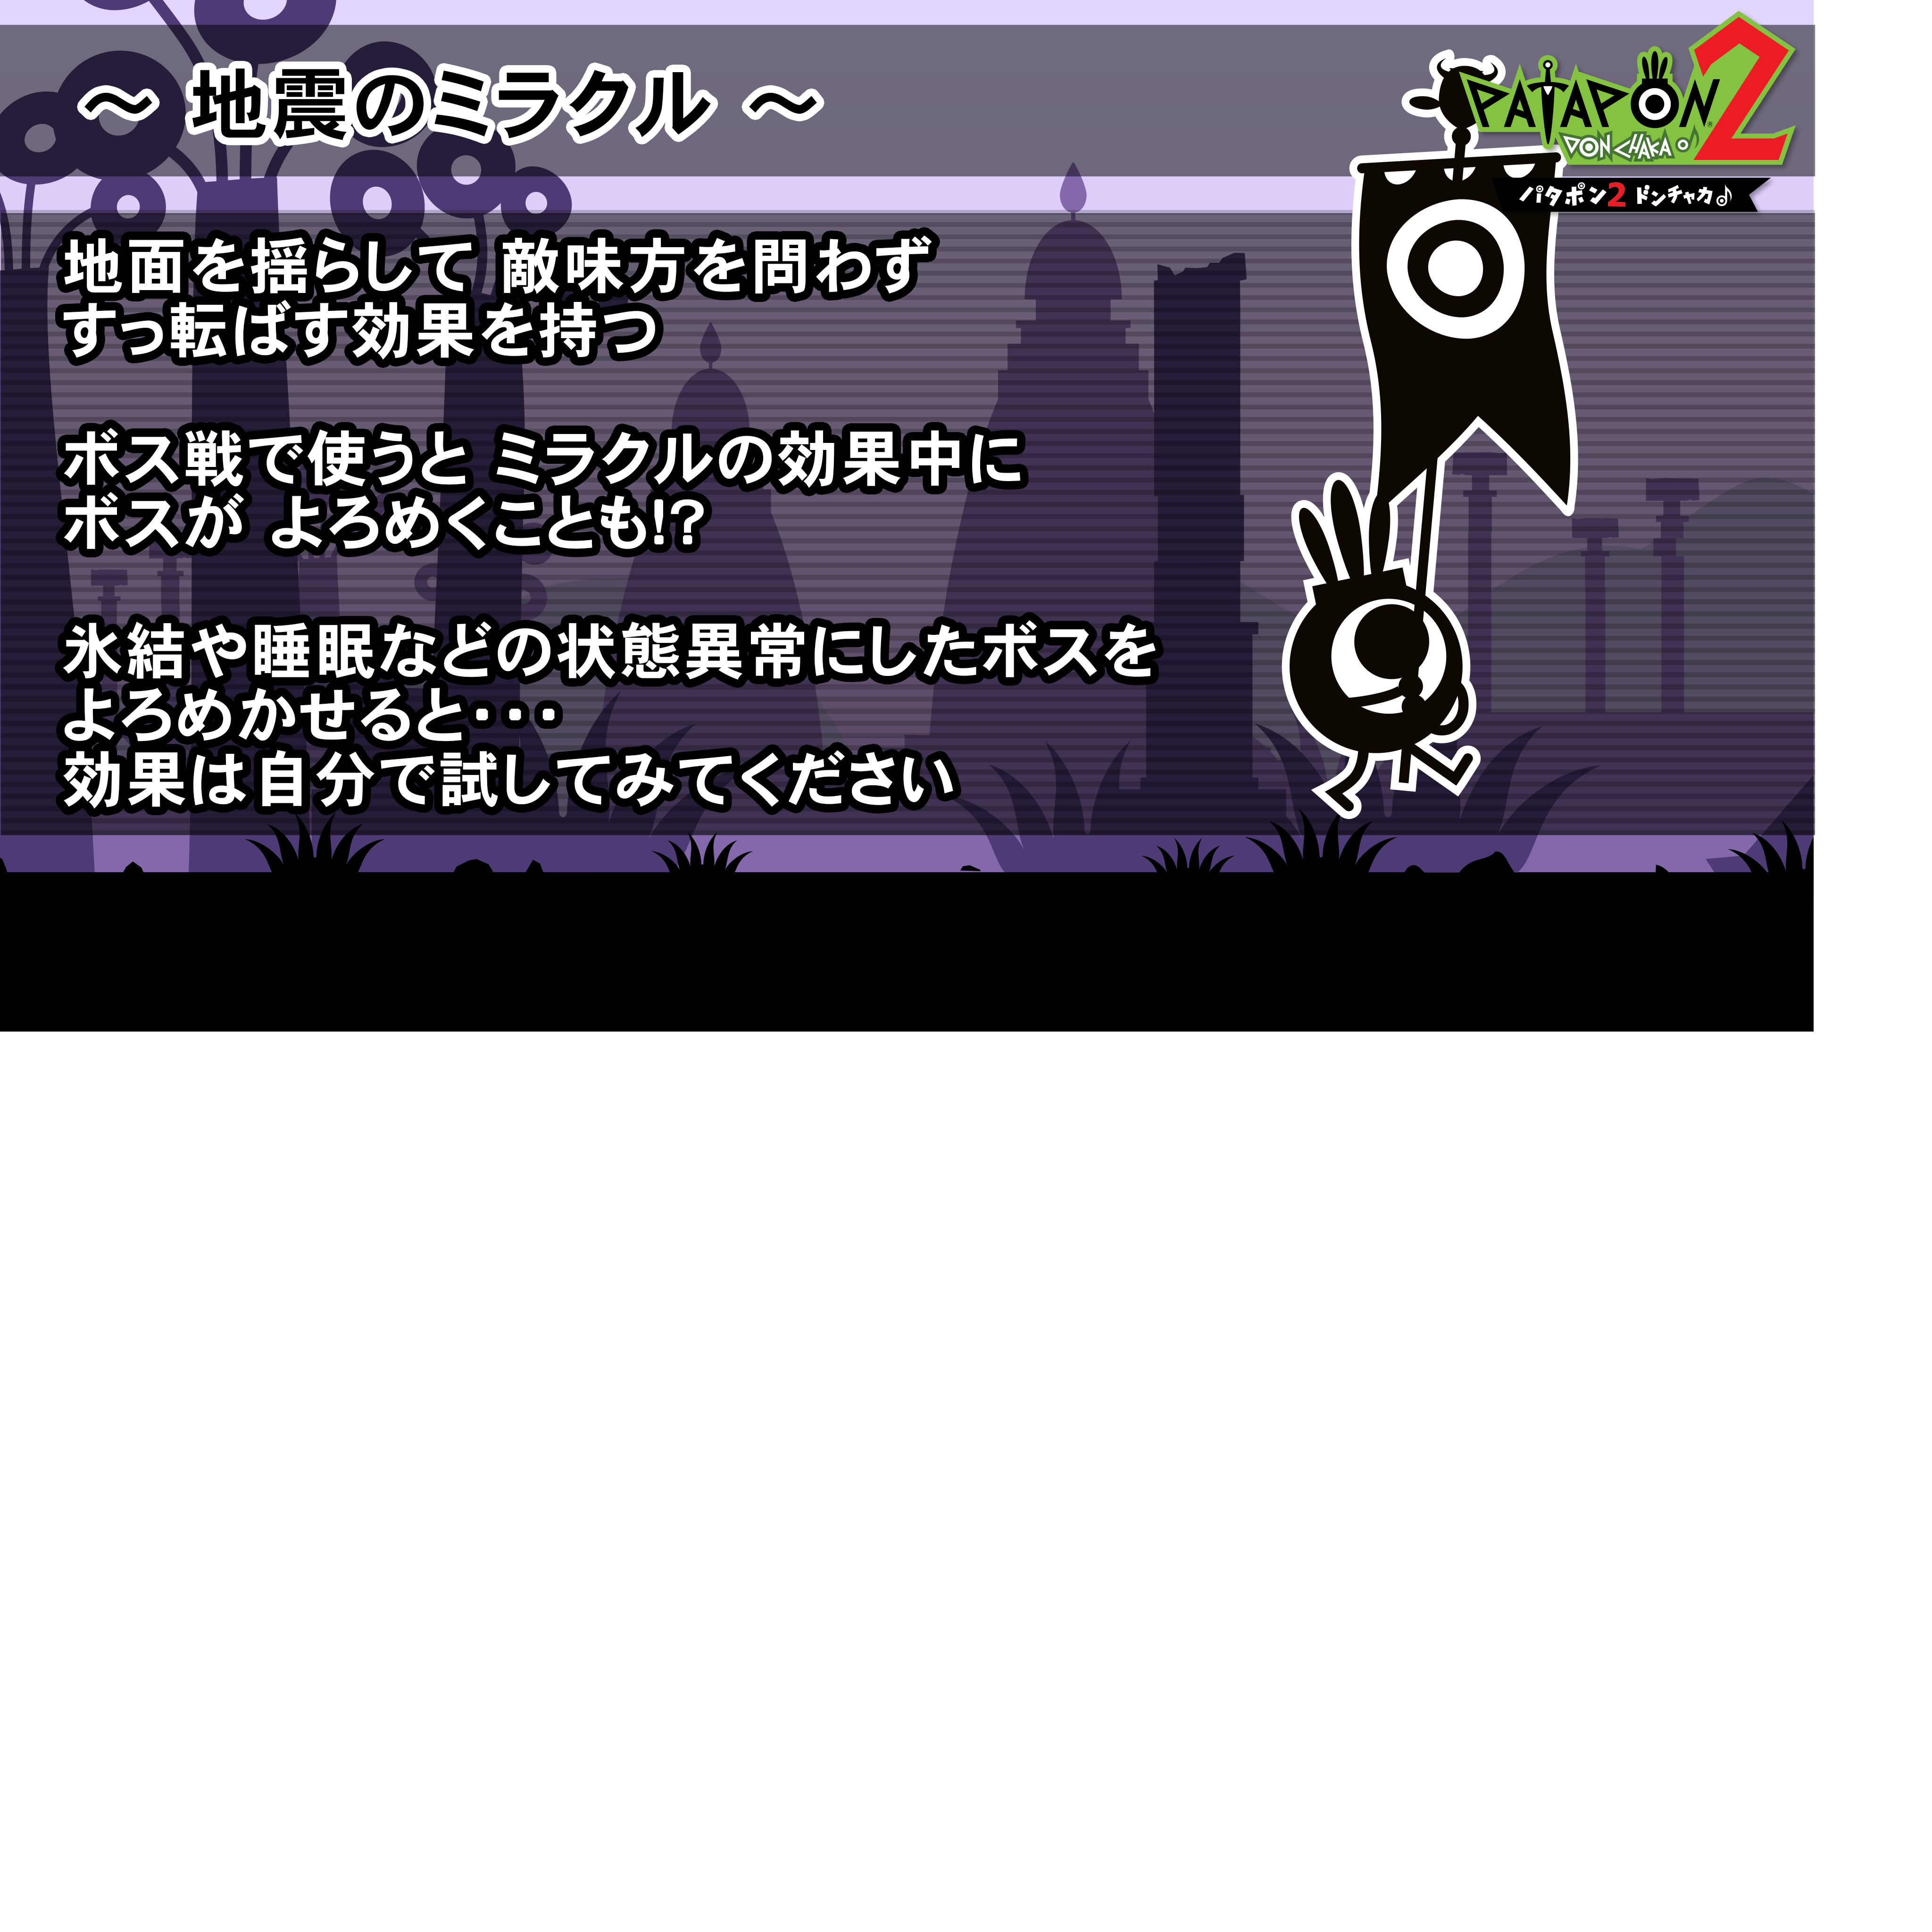 ～ 地震のミラクル ～
PATAPON 2
DONCHAKA♪
パタポン2 ドンチャカ♪
地面を揺らして 敵味方を問わず
すっ転ばす効果を持つ
ボス戦で使うと ミラクルの効果中に
ボスが よろめくことも!?
氷結や睡眠などの状態異常にしたボスを
よろめかせると・・・
効果は自分で試してみてください